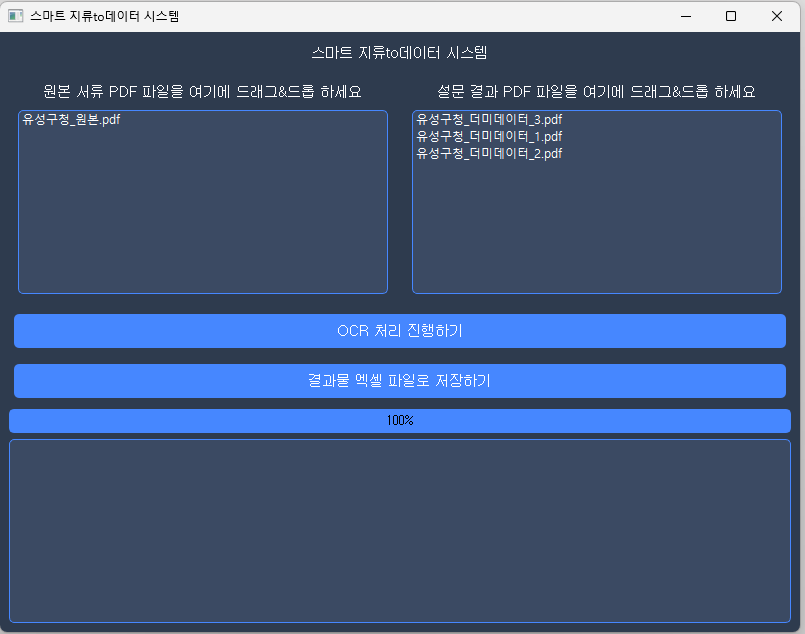 스마트 지류to데이터 시스템
스마트 지류to데이터 시스템
원본 서류 PDF 파일을 여기에 드래그&드롭 하세요
설문 결과 PDF 파일을 여기에 드래그&드롭 하세요
유성구청_원본.pdf
유성구청_더미데이터_3.pdf
유성구청_더미데이터_1.pdf
유성구청_더미데이터_2.pdf
OCR 처리 진행하기
결과물 엑셀 파일로 저장하기
100%